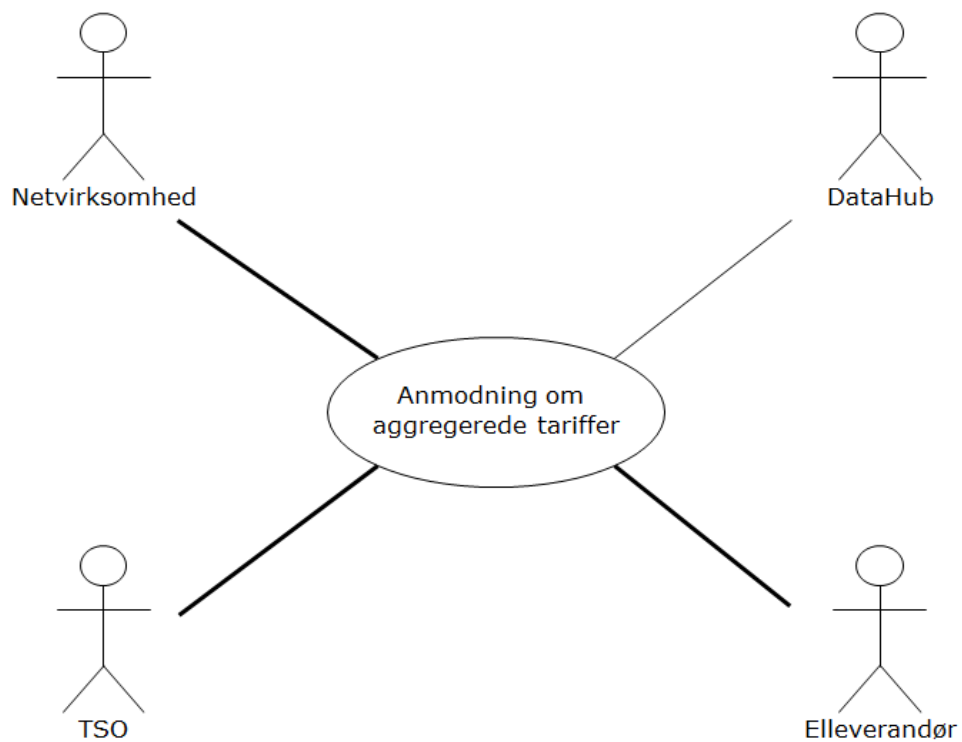 Netvirksomhed
DataHub
Anmodning om
aggregerede tariffer
TSO
Elleverandør